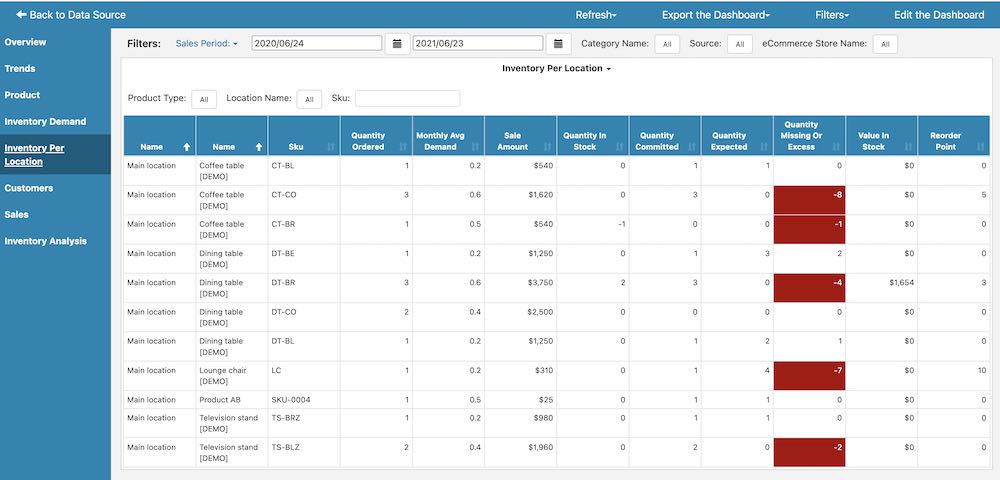 Back to Data Source
Refresh
Export the Dashboard
Filters
Edit the Dashboard
Overview
Trends
Product
Inventory Demand
Inventory Per
Location
Customers
Sales
Inventory Analysis
Filters: Sales Period: 2020/06/24 2021/06/23 Category Name: All Source: All eCommerce Store Name: All
Inventory Per Location
Product Type: All Location Name: All Sku:
Name Name Sku Quantity Ordered Monthly Avg Demand Sale Amount Quantity In Stock Quantity Committed Quantity Expected Quantity Missing Or Excess Value In Stock Reorder Point
Main location Coffee table CT-BL 1 0.2 $540 0 1 1 0 $0 0
[DEMO]
Main location Coffee table CT-CO 3 0.6 $1,620 0 3 0 -8 $0 5
[DEMO]
Main location Coffee table CT-BR 1 0.5 $540 -1 0 0 -1 $0 0
[DEMO]
Main location Dining table DT-BE 1 0.2 $1,250 0 1 3 2 $0 0
[DEMO]
Main location Dining table DT-BR 3 0.6 $3,750 2 3 0 -4 $1,654 3
[DEMO]
Main location Dining table DT-CO 2 0.4 $2,500 0 0 0 0 $0 0
[DEMO]
Main location Dining table DT-BL 1 0.2 $1,250 0 1 2 1 $0 0
[DEMO]
Main location Lounge chair LC 1 0.2 $310 0 1 4 -7 $0 10
[DEMO]
Main location Product AB SKU-0004 1 0.5 $25 0 1 1 0 $0 0
Main location Television stand TS-BRZ 1 0.2 $980 0 1 1 0 $0 0
[DEMO]
Main location Television stand TS-BLZ 2 0.4 $1,960 0 2 0 -2 $0 0
[DEMO]